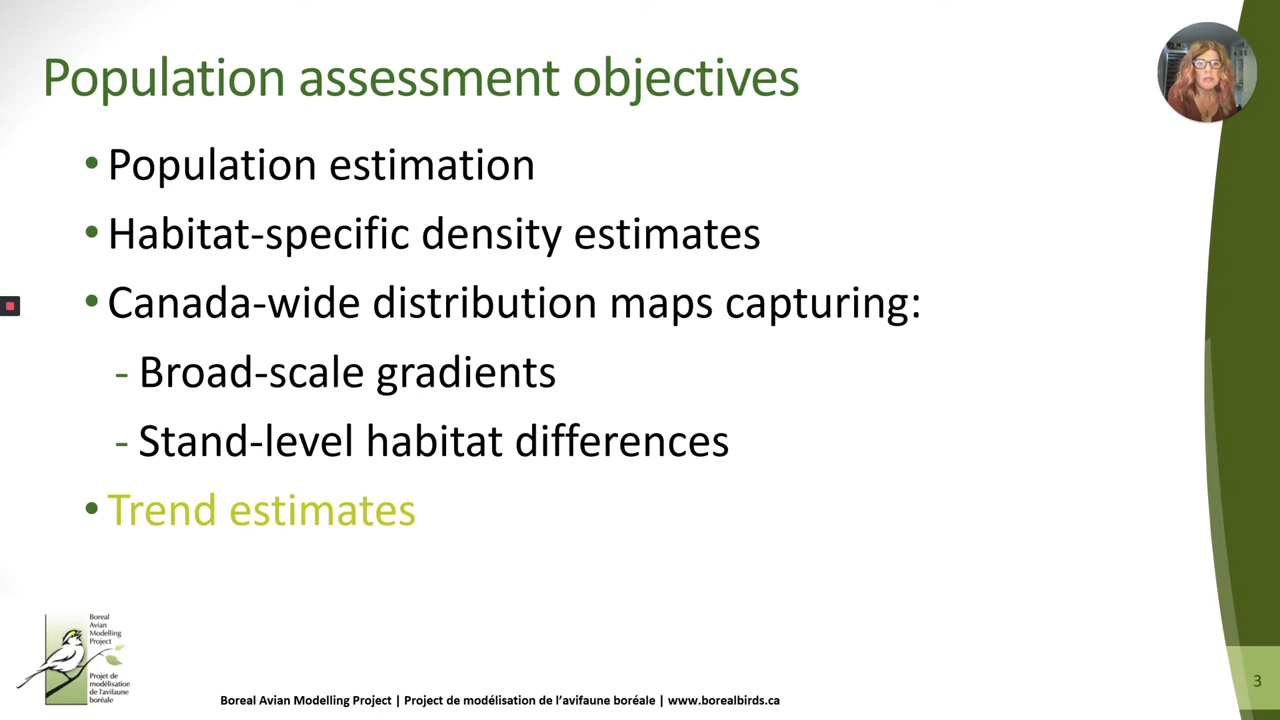 Population assessment objectives
• Population estimation
• Habitat-specific density estimates
• Canada-wide distribution maps capturing:
- Broad-scale gradients
- Stand-level habitat differences
• Trend estimates
Boreal
Avian
Modelling
Project
Projet de
modélisation
de l'avifaune
boréale
Boreal Avian Modelling Project | Project de modélisation de l’avifaune boréale | www.borealbirds.ca
3